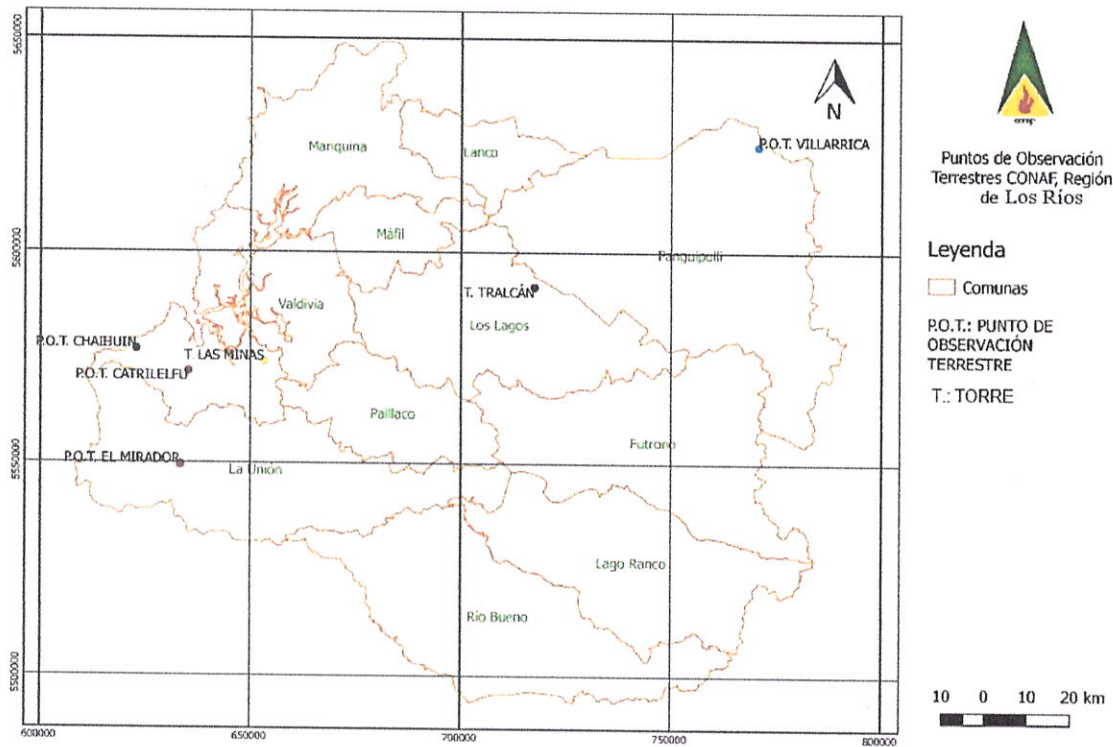 5650000
5600000
5550000
5500000
600000
650000
700000
750000
800000
N
P.O.T. VILLARRICA
Mariquina
Lanco
Máfil
Panguipulli
T. TRALCÁN
Valdivia
Los Lagos
P.O.T. CHAIHUIN
T. LAS MINAS
P.O.T. CATRILELFU
Paillaco
Futrono
P.O.T. EL MIRADOR
La Unión
Lago Ranco
Río Bueno
Puntos de Observación
Terrestres CONAF, Región
de Los Ríos
Leyenda
Comunas
P.O.T.: PUNTO DE
OBSERVACIÓN
TERRESTRE
T.: TORRE
10 0 10 20 km